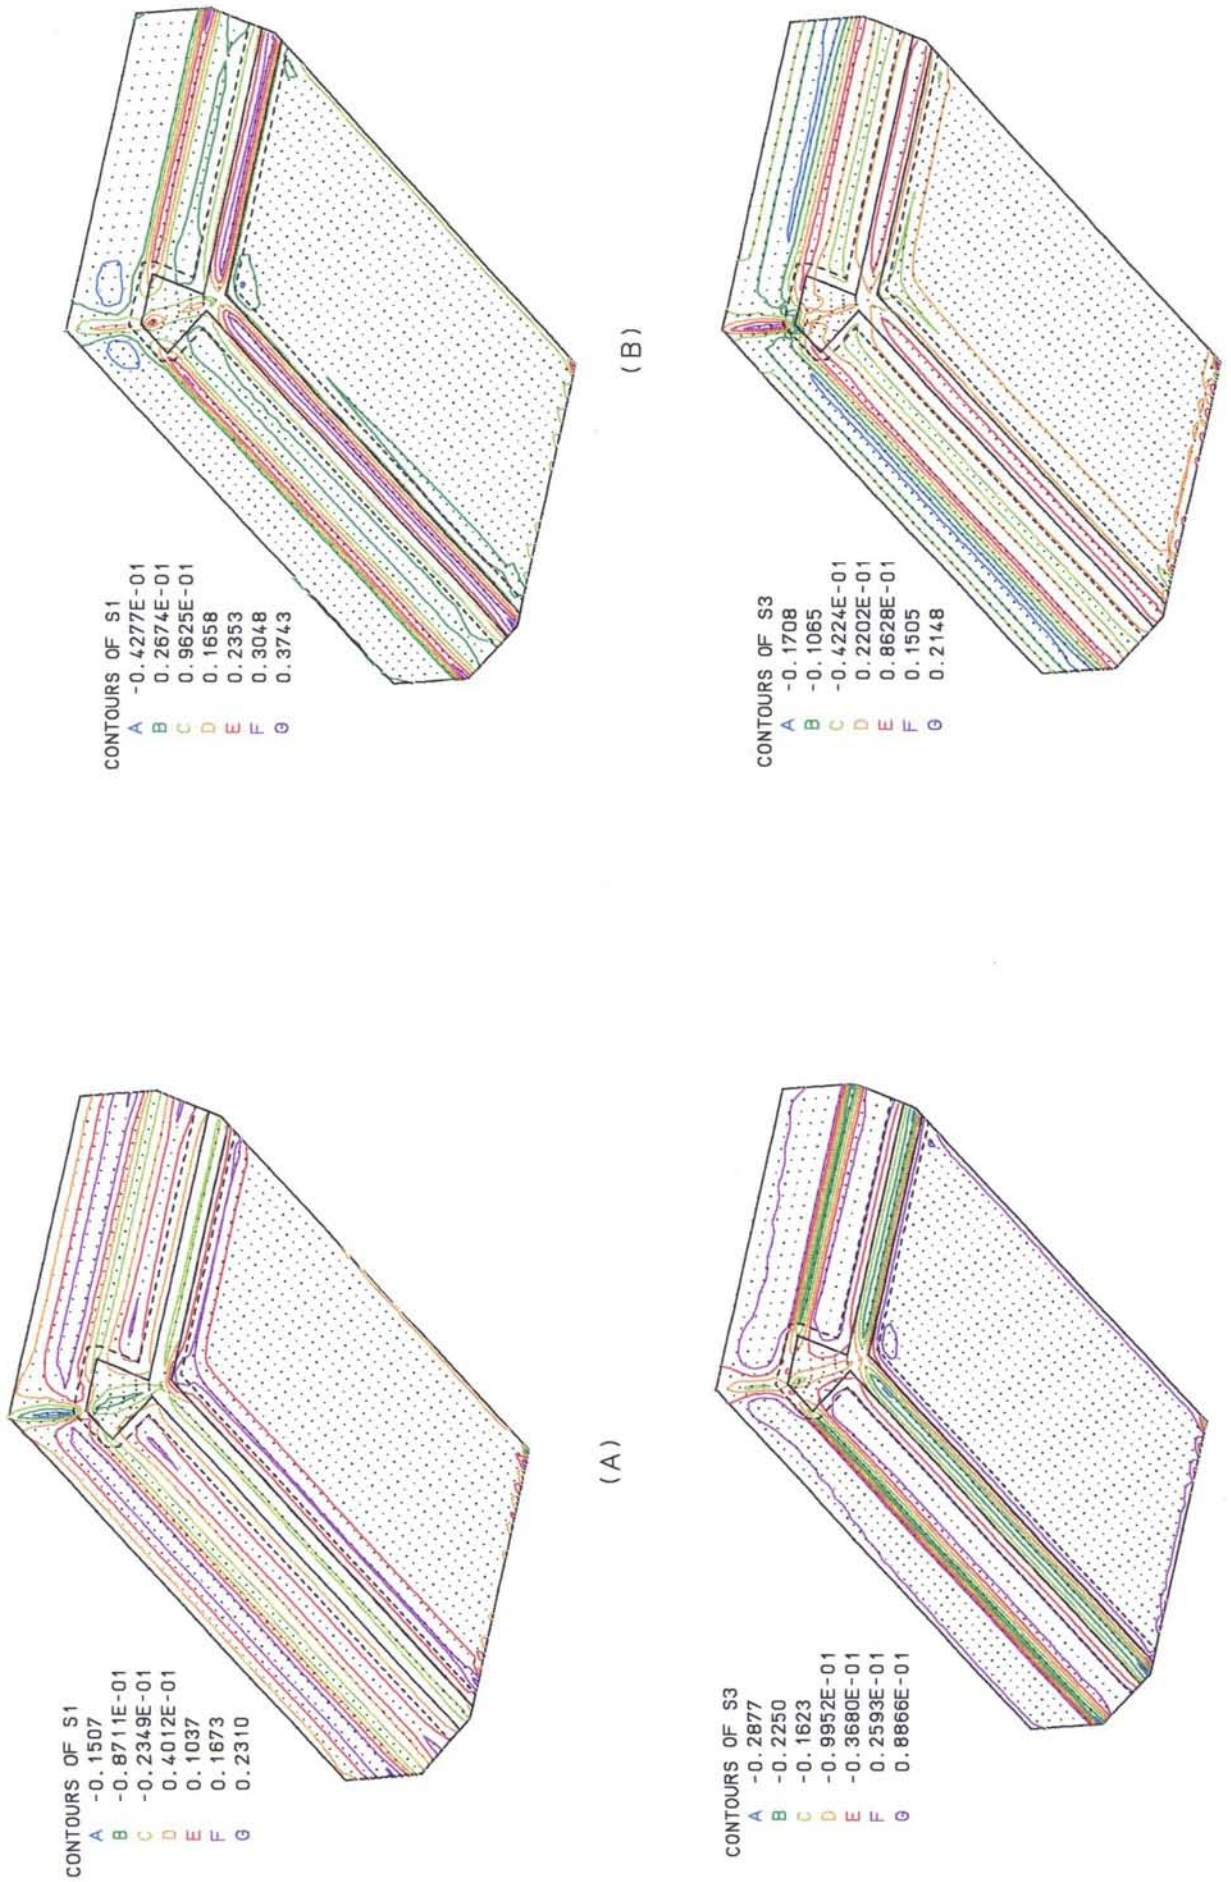 CONTOURS OF S1
A -0.4277E-01
B 0.2674E-01
C 0.9625E-01
D 0.1658
E 0.2353
F 0.3048
G 0.3743
(B)
CONTOURS OF S3
A -0.1708
B -0.1065
C -0.4224E-01
D 0.2202E-01
E 0.8628E-01
F 0.1505
G 0.2148
CONTOURS OF S1
A -0.1507
B -0.8711E-01
C -0.2349E-01
D 0.4012E-01
E 0.1037
F 0.1673
G 0.2310
(A)
CONTOURS OF S3
A -0.2877
B -0.2250
C -0.1623
D -0.9952E-01
E -0.3680E-01
F 0.2593E-01
G 0.8866E-01